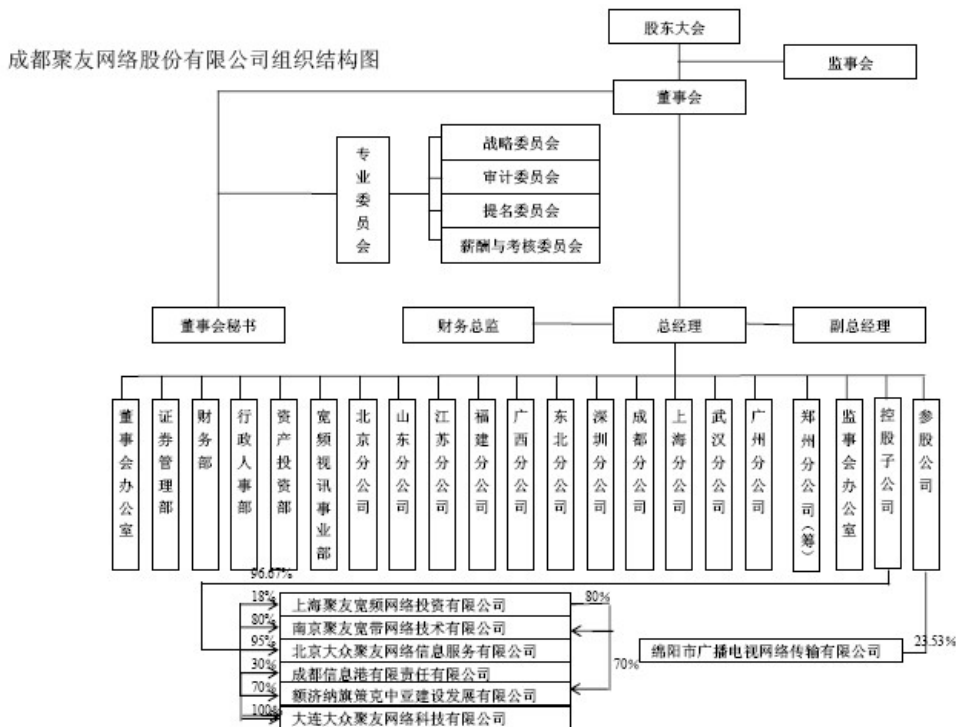 股东大会
成都聚友网络股份有限公司组织结构图
监事会
董事会
专业委员会
战略委员会
审计委员会
提名委员会
薪酬与考核委员会
董事会秘书
财务总监
总经理
副总经理
董事会办公室
证券管理部
财务部
行政人事部
资产投资部
宽频视讯事业部
北京分公司
山东分公司
江苏分公司
福建分公司
广西分公司
东北分公司
深圳分公司
成都分公司
上海分公司
武汉分公司
广州分公司
郑州分公司(筹)
监事会办公室
控股子公司
参股公司
96.67%
18%
上海聚友宽频网络投资有限公司
80%
80%
南京聚友宽带网络技术有限公司
95%
北京大众聚友网络信息服务有限公司
绵阳市广播电视网络传输有限公司
23.53%
30%
成都信息港有限责任有限公司
70%
70%
额济纳旗策克中亚建设发展有限公司
100%
大连大众聚友网络科技有限公司